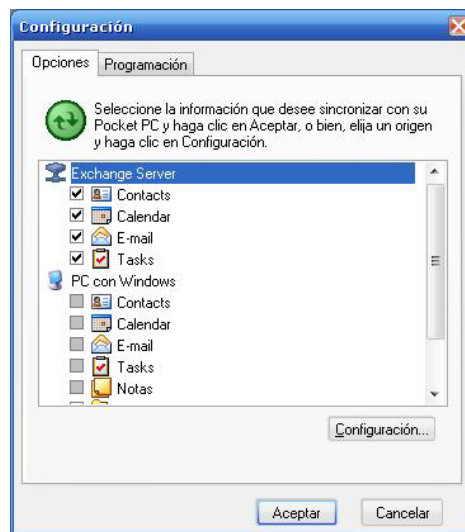 Configuración
Opciones
Programación
Seleccione la información que desee sincronizar con su
Pocket PC y haga clic en Aceptar, o bien, elija un origen
y haga clic en Configuración.
Exchange Server
Contacts
Calendar
E-mail
Tasks
PC con Windows
Contacts
Calendar
E-mail
Tasks
Notas
Configuración...
Aceptar
Cancelar